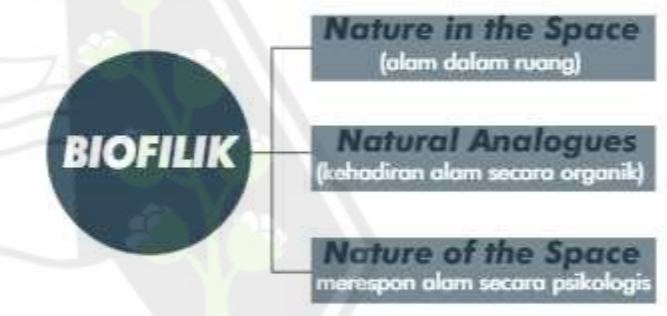 BIOFILIK
Nature in the Space
(alam dalam ruang)
Natural Analogues
(kehadiran alam secara organik)
Nature of the Space
merespon alam secara psikologis